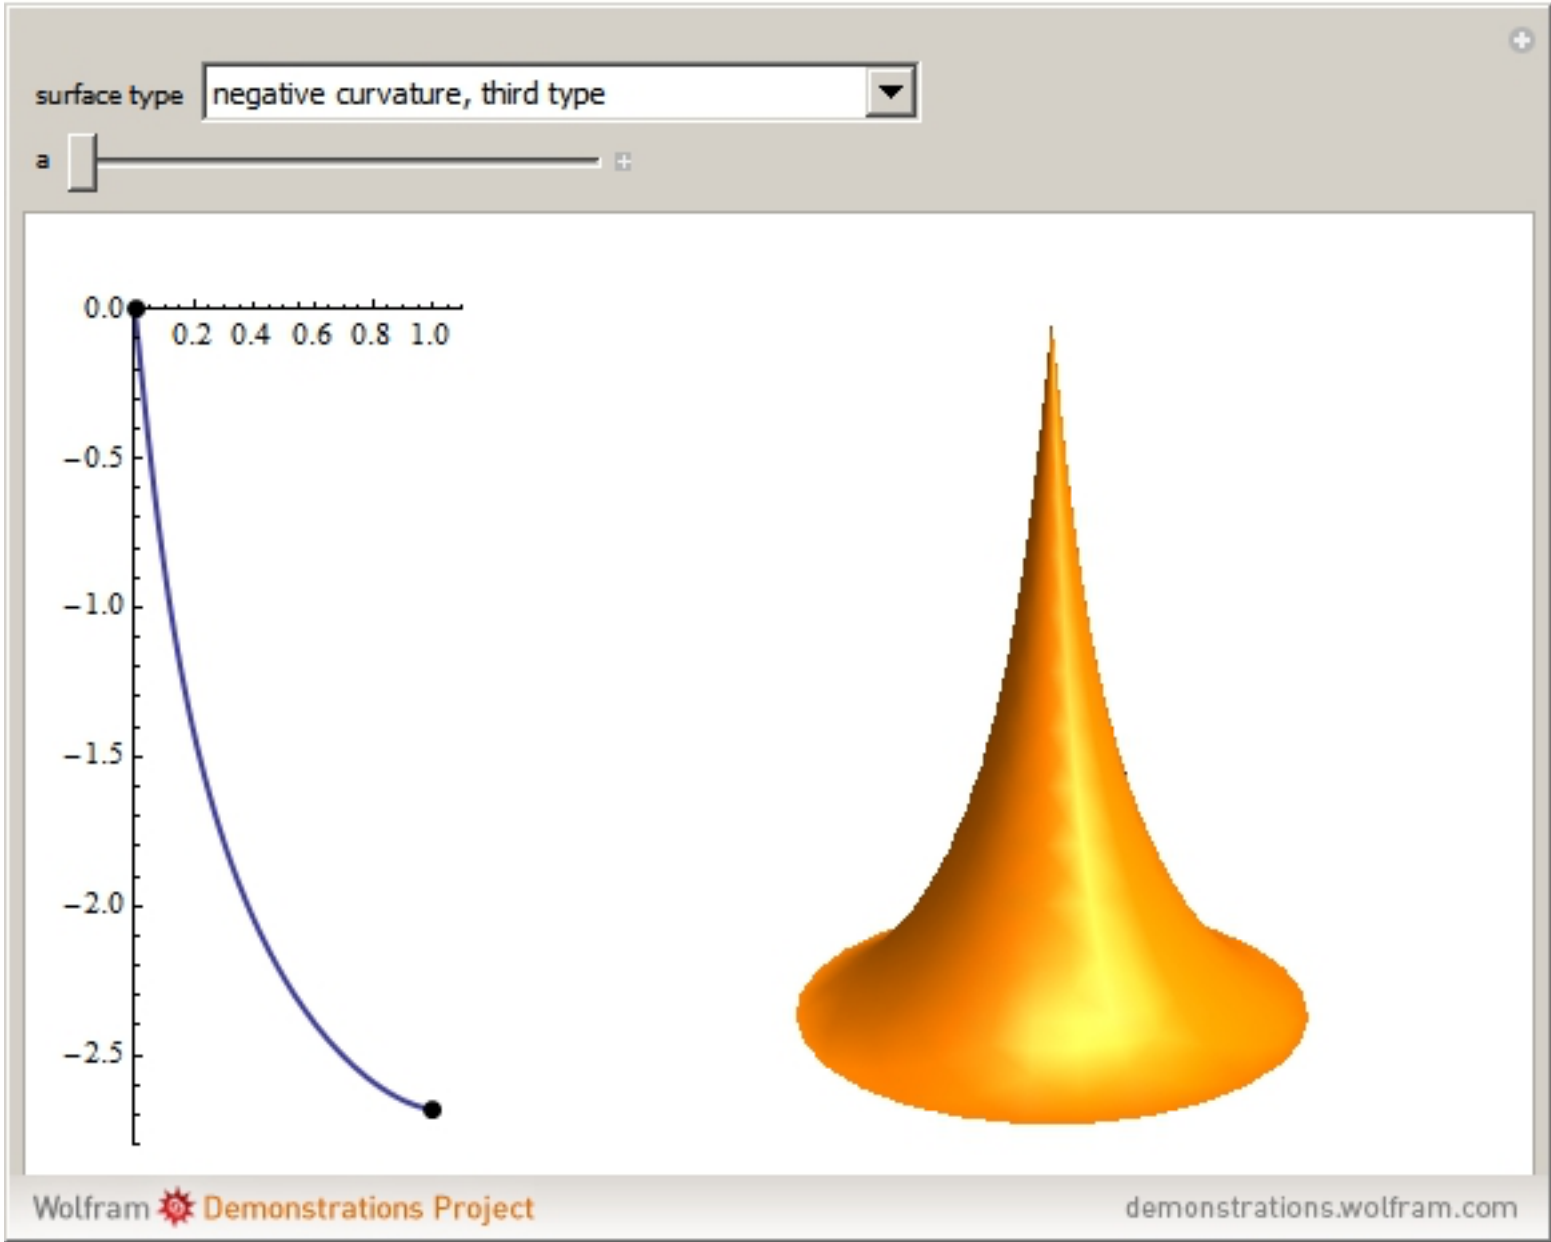 surface type negative curvature, third type
a
0.0
0.2 0.4 0.6 0.8 1.0
−0.5
−1.0
−1.5
−2.0
−2.5
Wolfram Demonstrations Project demonstrations.wolfram.com